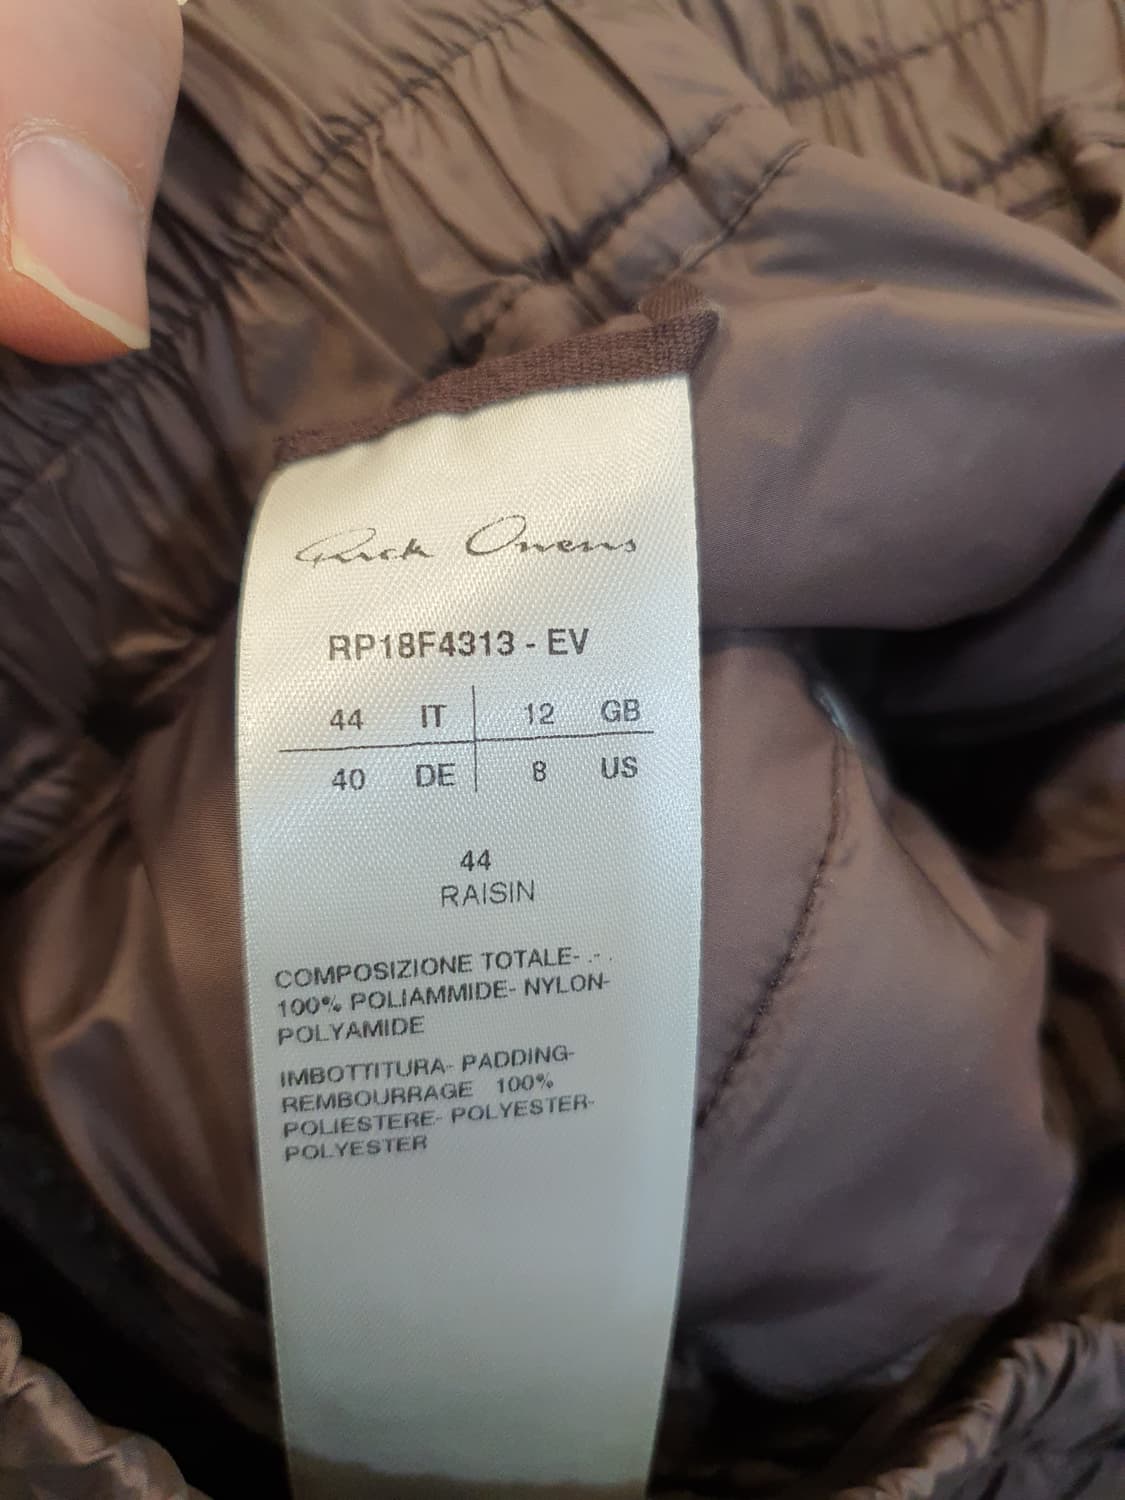 Rick Owens
RP18F4313 - EV
44 IT 12 GB
40 DE 8 US
44
RAISIN
COMPOSIZIONE TOTALE- .- .
100% POLIAMMIDE- NYLON-
POLYAMIDE
IMBOTTITURA- PADDING-
REMBOURRAGE 100%
POLIESTERE- POLYESTER-
POLYESTER